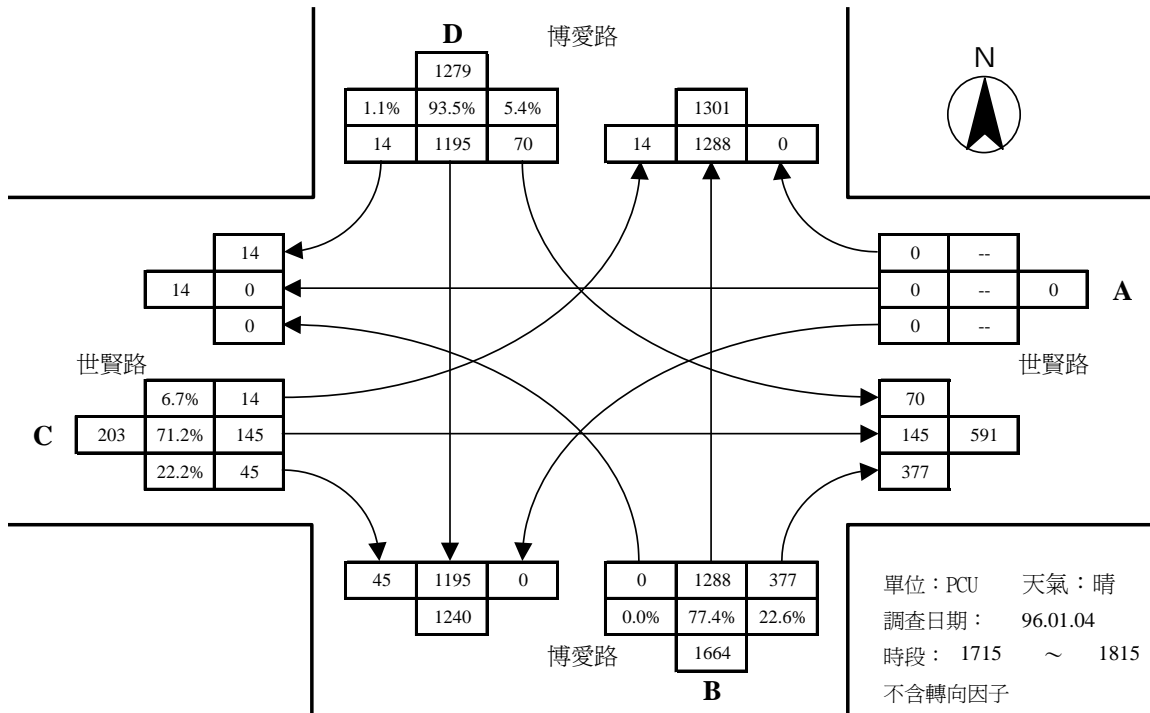 D 博愛路
N
1279
1.1% 93.5% 5.4%
14 1195 70
1301
14 1288 0
14
14 0
0
0 --
0 -- 0 A
0 --
世賢路
世賢路
6.7% 14
C 203 71.2% 145
22.2% 45
70
145 591
377
45 1195 0
1240
0 1288 377
0.0% 77.4% 22.6%
1664
博愛路
B
單位：PCU 天氣：晴
調查日期： 96.01.04
時段： 1715 ～ 1815
不含轉向因子